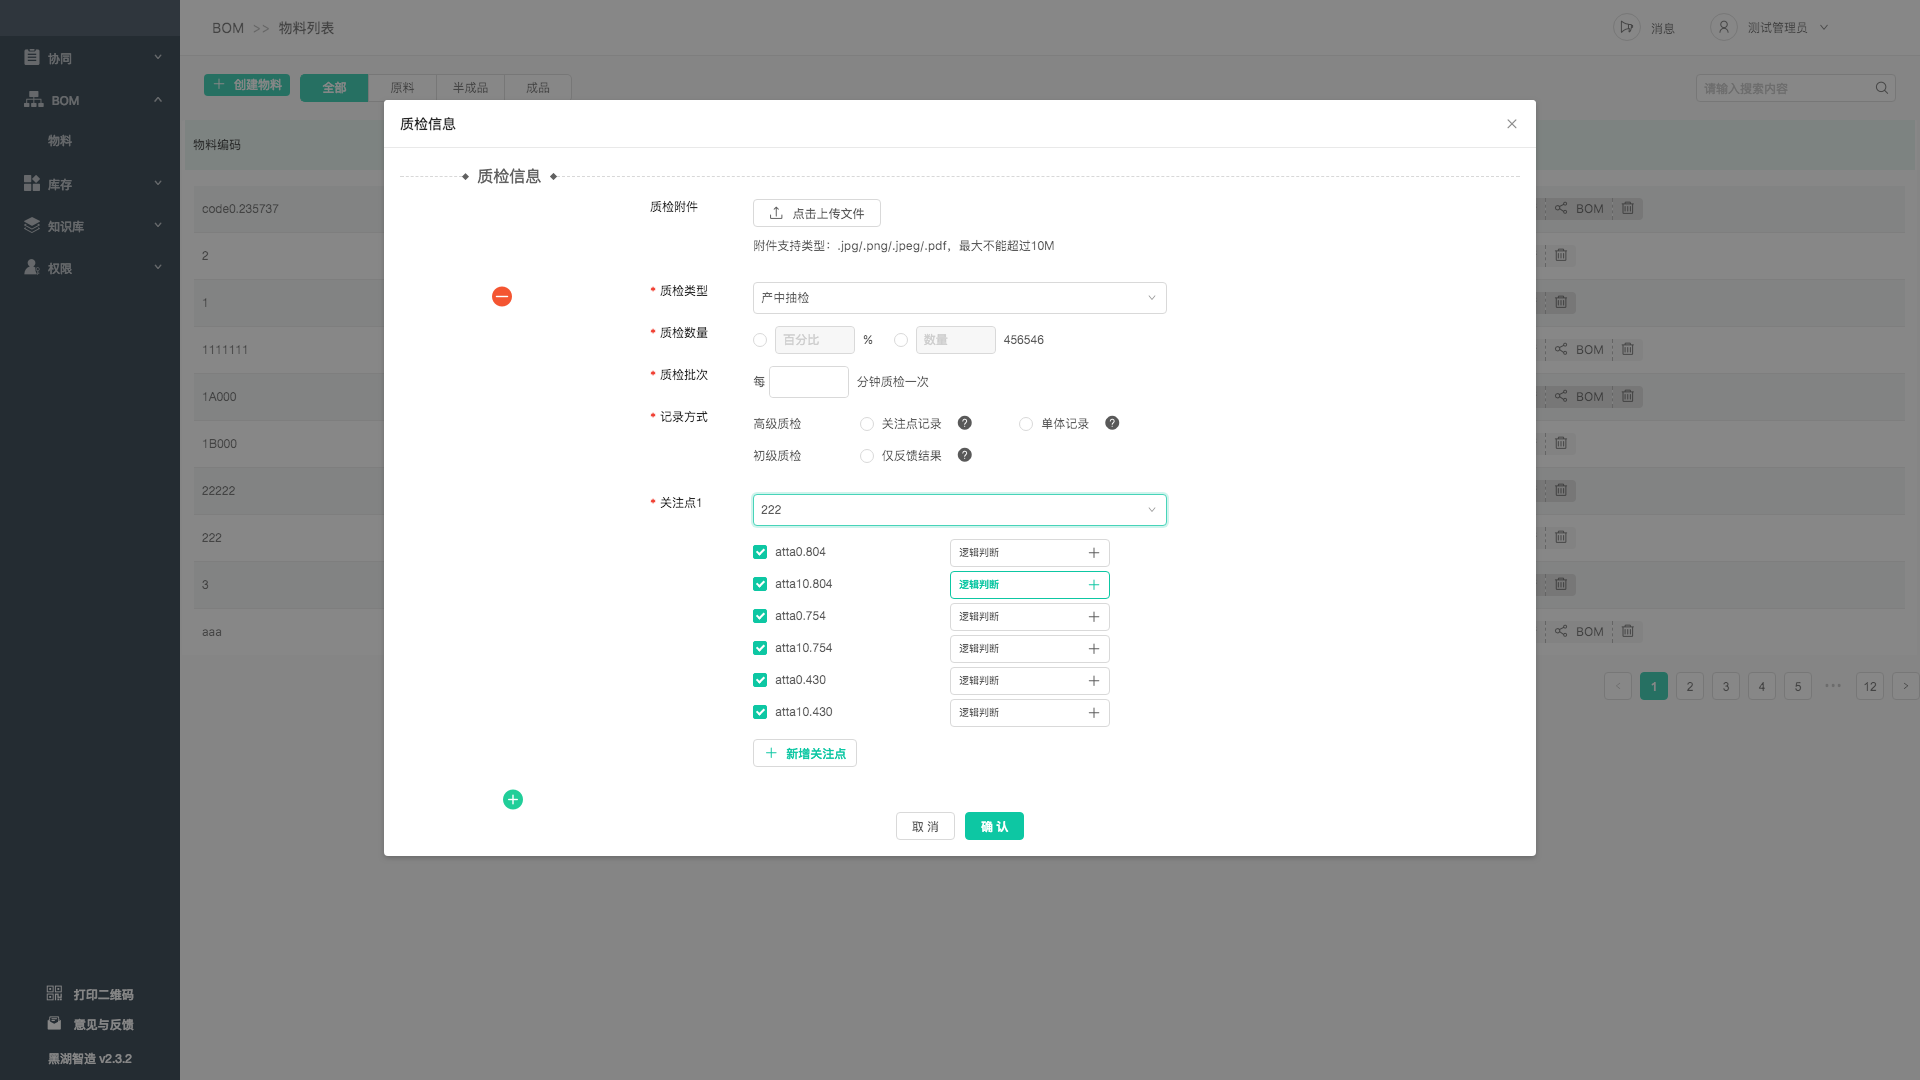 BOM >> 物料列表
消息
测试管理员
协同
BOM
物料
库存
知识库
权限
打印二维码
意见与反馈
黑湖智造 v2.3.2
创建物料
全部
原料
半成品
成品
请输入搜索内容
物料编码
code0.235737
BOM
2
1
1111111
BOM
1A000
BOM
1B000
22222
222
3
aaa
BOM
1
2
3
4
5
•••
12
质检信息
质检信息
质检附件
点击上传文件
附件支持类型：.jpg/.png/.jpeg/.pdf，最大不能超过10M
* 质检类型
产中抽检
* 质检数量
百分比 %
数量 456546
* 质检批次
每 分钟质检一次
* 记录方式
高级质检 关注点记录 ? 单体记录 ?
初级质检 仅反馈结果 ?
* 关注点1
222
atta0.804 逻辑判断
atta10.804 逻辑判断
atta0.754 逻辑判断
atta10.754 逻辑判断
atta0.430 逻辑判断
atta10.430 逻辑判断
新增关注点
取 消
确 认